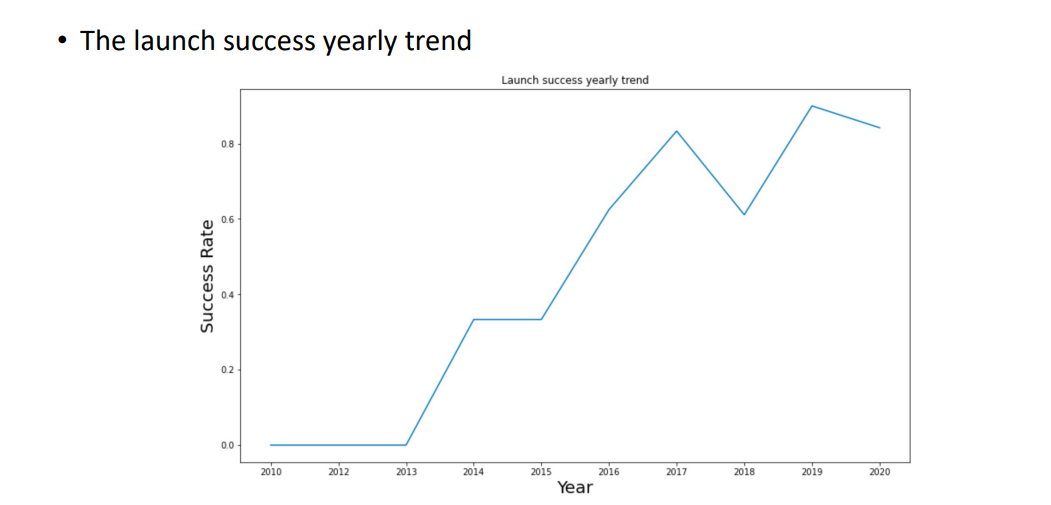 • The launch success yearly trend
Launch success yearly trend
Success Rate
0.8
0.6
0.4
0.2
0.0
2010 2012 2013 2014 2015 2016 2017 2018 2019 2020
Year